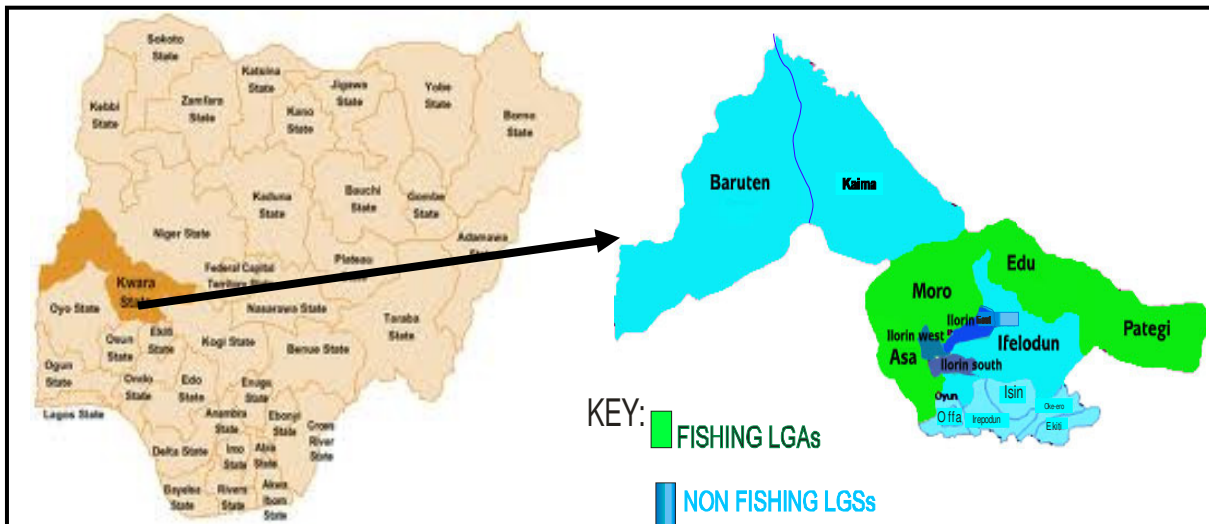 Sokoto
State
Katsina
State
Jigawa
State
Yobe
State
Borno
State
Kebbi
State
Zamfara
State
Kano
State
Kaduna
State
Bauchi
State
Gombe
State
Adamawa
Niger State
Federal Capital
Plateau
State
Kwara
State
Oyo State
Nasarawa State
Taraba
State
Ekiti
State
Osun
State
Kogi State
Benue State
Ogun
State
Ondo
State
Edo
State
Enugu
State
Lagos State
Anambra
State
Ebonyi
State
Cross
River
State
Delta State
Imo
State
Abia
State
Bayelsa
State
Rivers
State
Akwa
Ibom
State
Baruten
Kaima
Edu
Moro
Pategi
Ilorin East
Ilorin west
Ifelodun
Asa
Ilorin south
Oyun
Isin
Offa
Irepodun
Oke-ero
Ekiti
KEY:
FISHING LGAs
NON FISHING LGSs